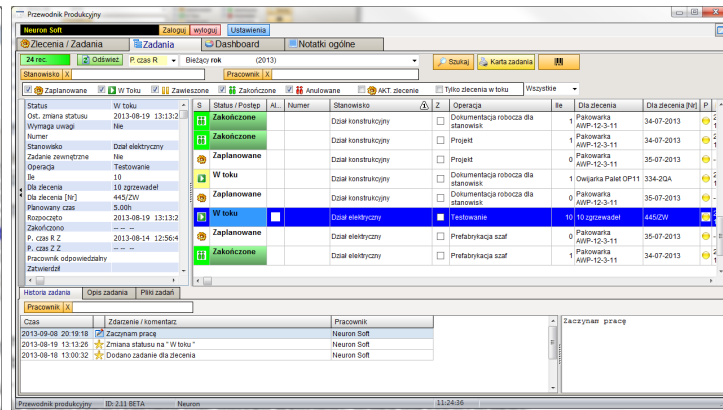 Przewodnik Produkcyjny
Neuron Soft Zaloguj wyloguj Ustawienia
Zlecenia / Zadania Zadania Dashboard Notatki ogólne
24 rec. Odśwież P. czas R Bieżący rok (2013) Szukaj Karta zadania
Stanowisko X Pracownik X
Zaplanowane W Toku Zawieszone Zakończone Anulowane AKT. zlecenie Tylko zlecenia w toku Wszystkie
S Status / Postęp Al... Numer Stanowisko Z Operacja Ile Dla zlecenia Dla zlecenia [Nr] P
Zakończone Dział konstrukcyjny Dokumentacja robocza dla stanowisk 1 Pakowarka AWP-12-3-11 34-07-2013
Zakończone Dział konstrukcyjny Projekt 1 Pakowarka AWP-12-3-11 34-07-2013
Zaplanowane Dział konstrukcyjny Projekt 0 Pakowarka AWP-12-3-11 35-07-2013
W toku Dział konstrukcyjny Dokumentacja robocza dla stanowisk 1 Owijarka Palet OP11 334-2QA
Zaplanowane Dział konstrukcyjny Dokumentacja robocza dla stanowisk 0 Pakowarka AWP-12-3-11 35-07-2013
W toku Dział elektryczny Testowanie 10 10 zgrzewadeł 445/ZW
Zaplanowane Dział elektryczny Prefabrykacja szaf 0 Pakowarka AWP-12-3-11 35-07-2013
Zakończone Dział elektryczny Prefabrykacja szaf 1 Pakowarka AWP-12-3-11 34-07-2013
Status W toku
Ost. zmiana statusu 2013-08-19 13:13:2
Wymaga uwagi Nie
Numer
Stanowisko Dział elektryczny
Zadanie zewnętrzne Nie
Operacja Testowanie
Ile 10
Dla zlecenia 10 zgrzewadeł
Dla zlecenia [Nr] 445/ZW
Planowany czas 5.00h
Rozpoczęto 2013-08-19 13:13:2
Zakończono -- -- --
P. czas R Z 2013-08-14 12:56:4
P. czas Z Z -- -- --
Pracownik odpowiedzialny
Zatwierdził
Historia zadania Opis zadania Pliki zadań
Pracownik X
Czas Zdarzenie / komentarz Pracownik
2013-09-08 20:19:18 Zaczynam pracę Neuron Soft
2013-08-19 13:13:26 Zmiana statusu na " W toku " Neuron Soft
2013-08-18 13:00:32 Dodano zadanie dla zlecenia Neuron Soft
Zaczynam pracę
Przewodnik produkcyjny ID: 2.11 BETA Neuron 11:24:36